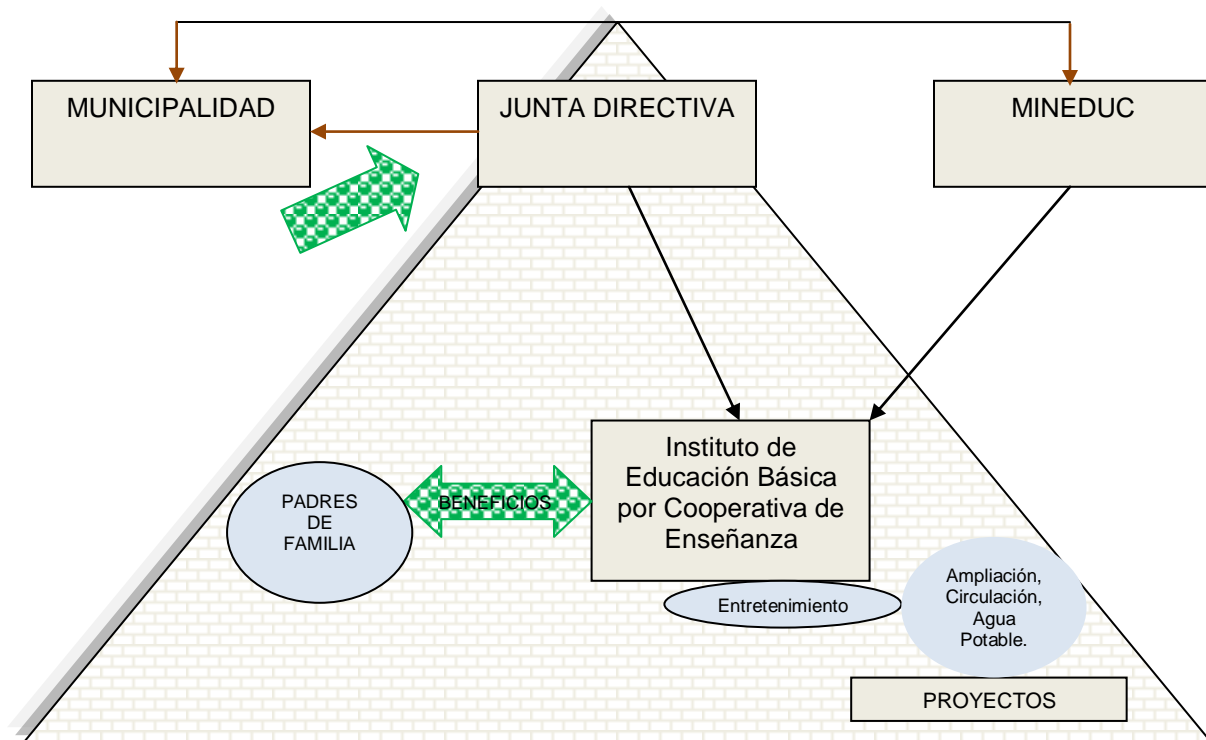 MUNICIPALIDAD
JUNTA DIRECTIVA
MINEDUC
Instituto de
Educación Básica
por Cooperativa de
Enseñanza
PADRES
DE
FAMILIA
BENEFICIOS
Entretenimiento
Ampliación,
Circulación,
Agua
Potable.
PROYECTOS